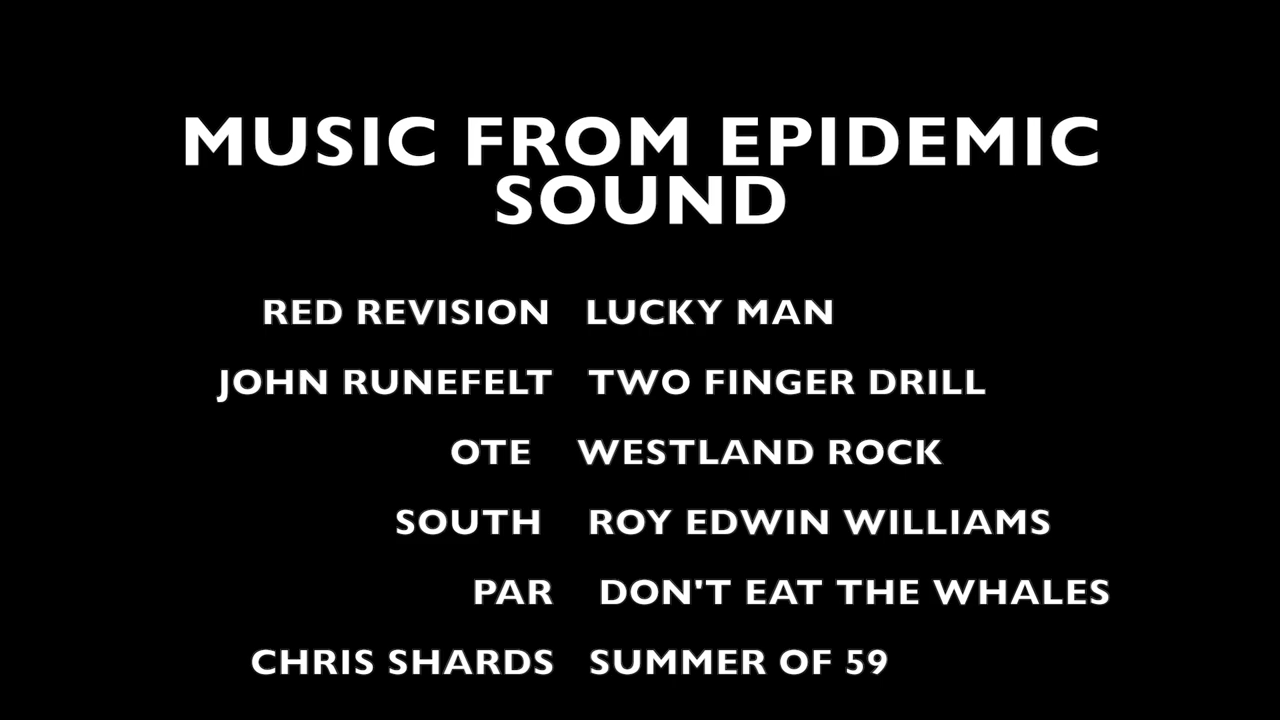 MUSIC FROM EPIDEMIC
SOUND
RED REVISION LUCKY MAN
JOHN RUNEFELT TWO FINGER DRILL
OTE WESTLAND ROCK
SOUTH ROY EDWIN WILLIAMS
PAR DON'T EAT THE WHALES
CHRIS SHARDS SUMMER OF 59